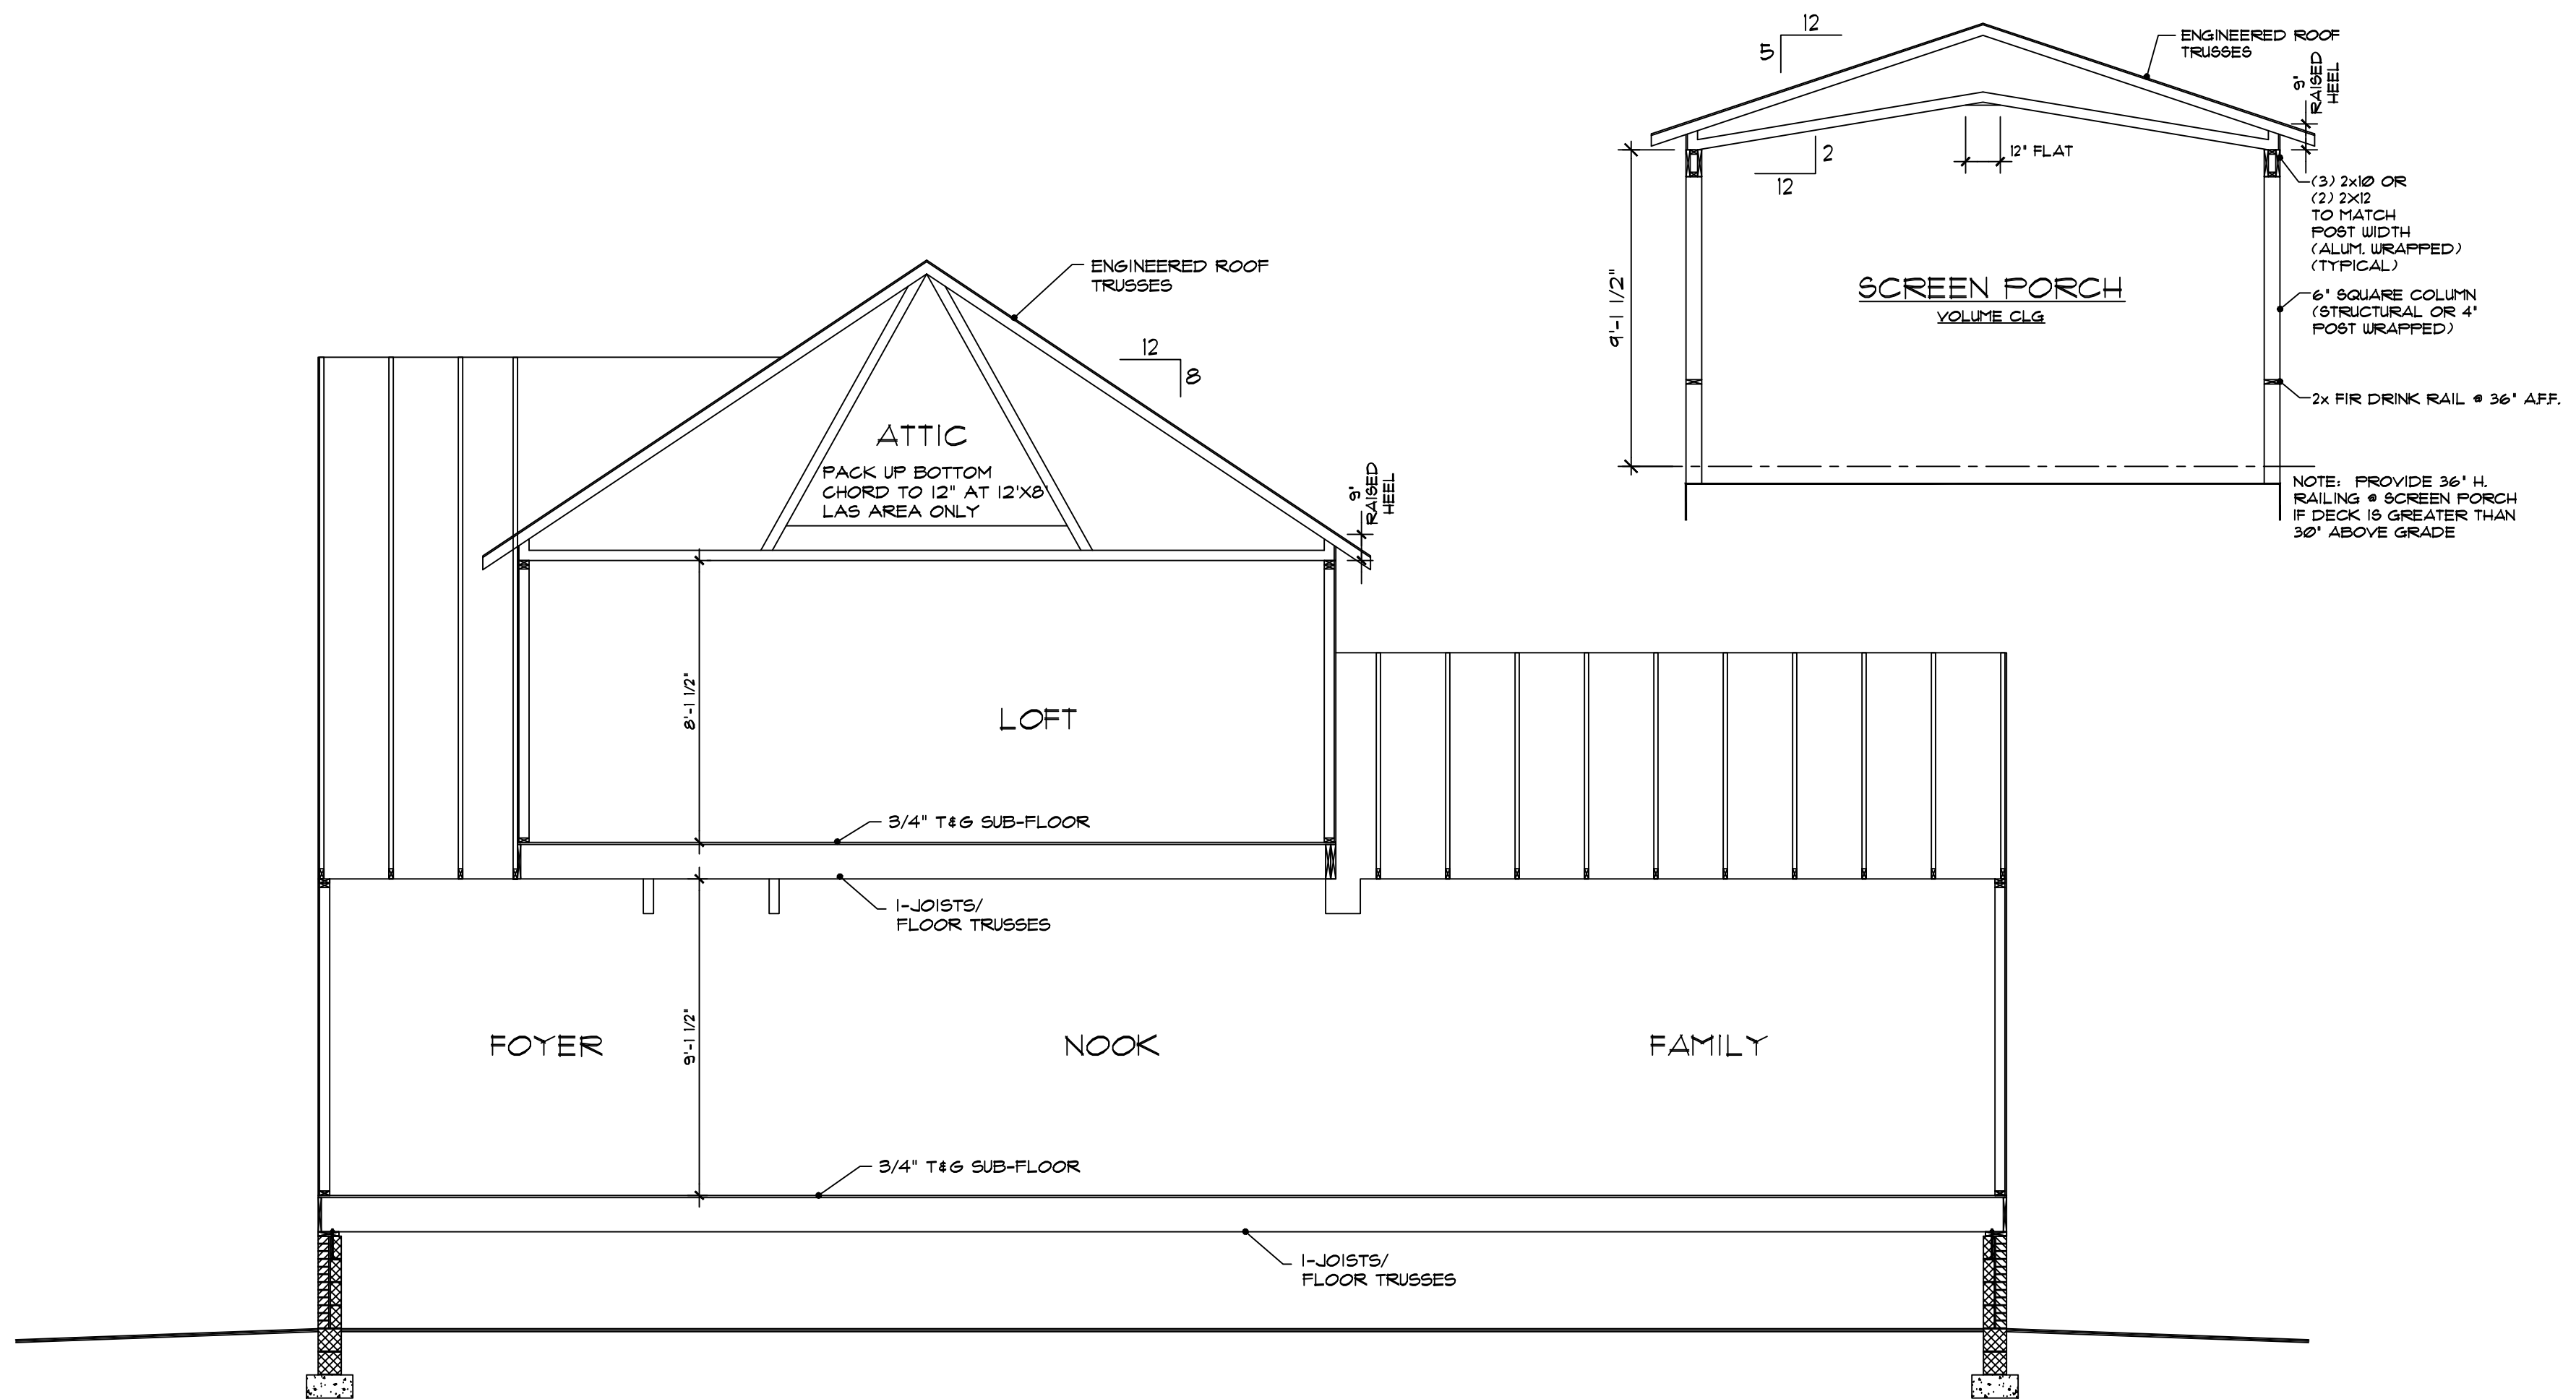 12
5
ENGINEERED ROOF
TRUSSES
9"
RAISED
HEEL
2
12
12" FLAT
(3) 2x10 OR
(2) 2X12
TO MATCH
POST WIDTH
(ALUM. WRAPPED)
(TYPICAL)
9'-1 1/2"
SCREEN PORCH
VOLUME CLG
6" SQUARE COLUMN
(STRUCTURAL OR 4"
POST WRAPPED)
2x FIR DRINK RAIL @ 36" A.F.F.
NOTE: PROVIDE 36" H.
RAILING @ SCREEN PORCH
IF DECK IS GREATER THAN
30" ABOVE GRADE
ENGINEERED ROOF
TRUSSES
12
8
ATTIC
PACK UP BOTTOM
CHORD TO 12" AT 12'X8'
LAS AREA ONLY
9"
RAISED
HEEL
8'-1 1/2"
LOFT
3/4" T&G SUB-FLOOR
I-JOISTS/
FLOOR TRUSSES
9'-1 1/2"
FOYER
NOOK
FAMILY
3/4" T&G SUB-FLOOR
I-JOISTS/
FLOOR TRUSSES